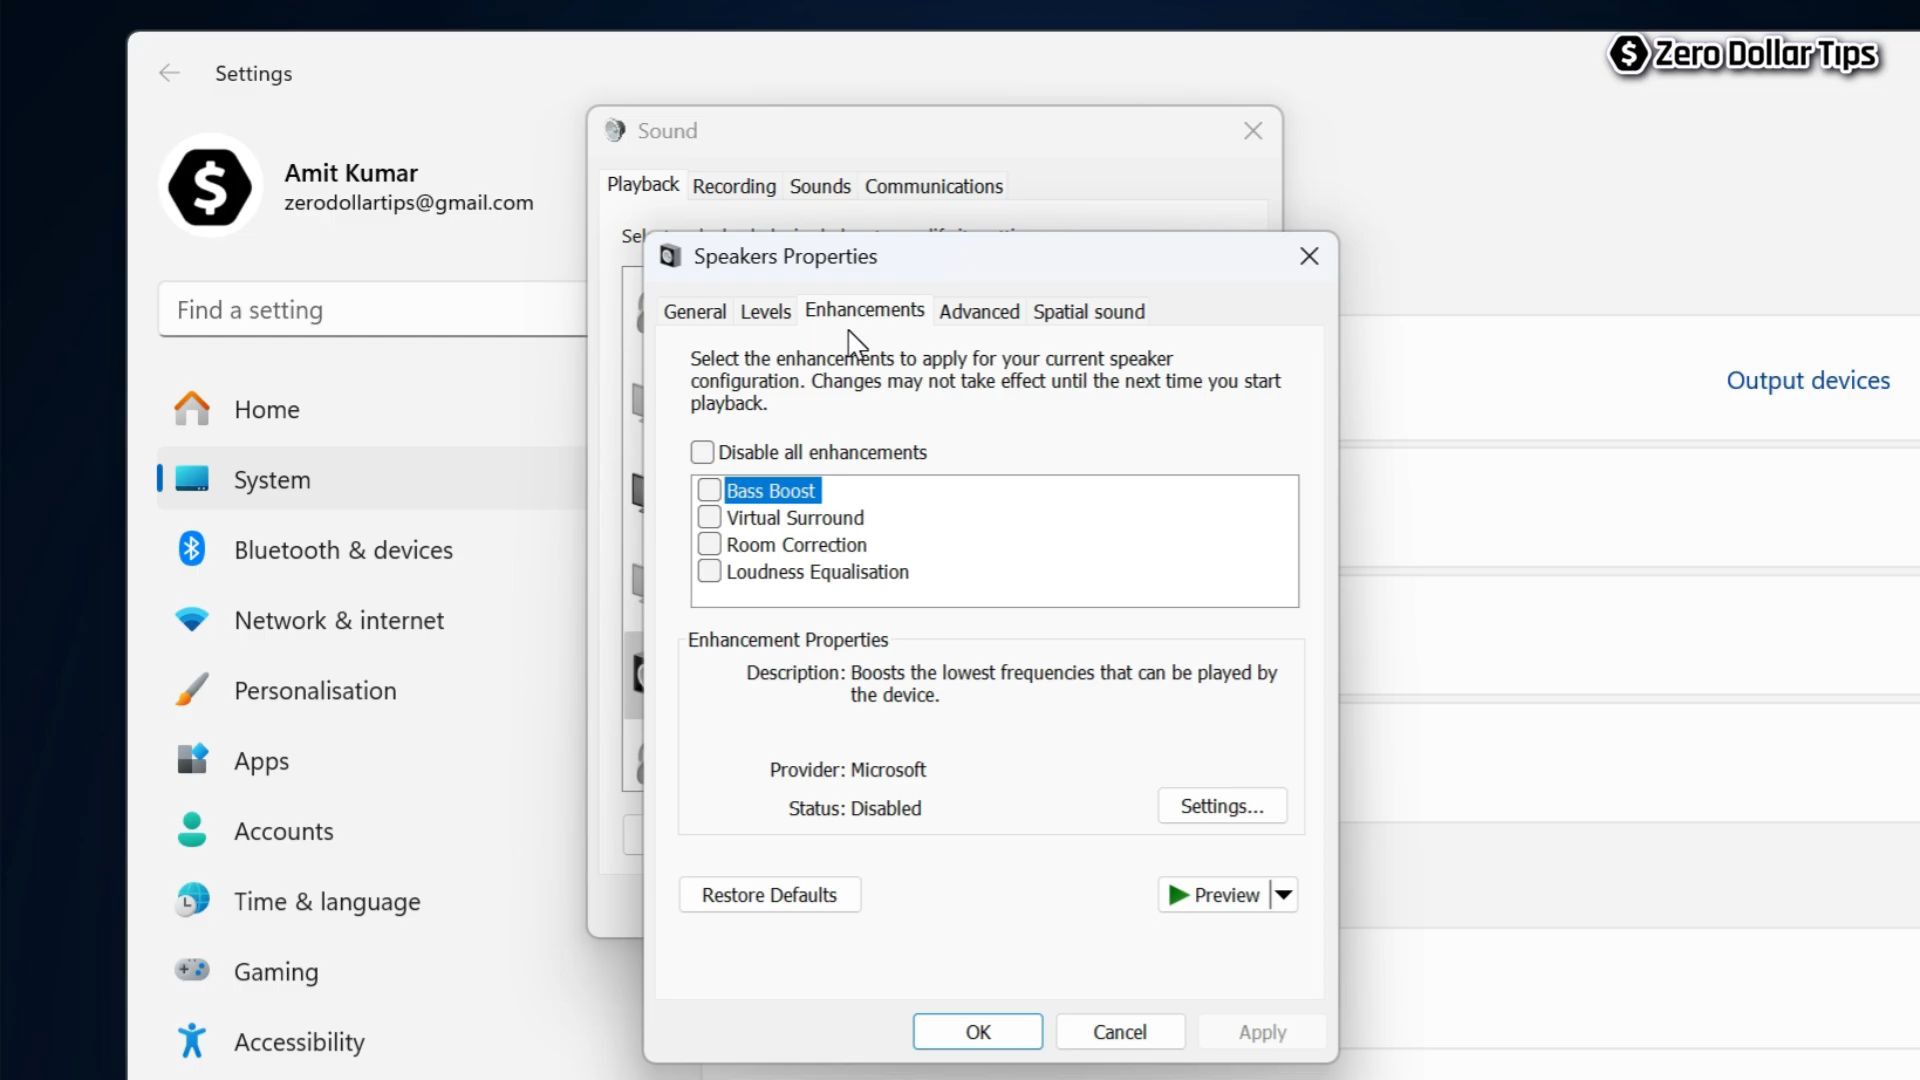 Zero Dollar Tips
Settings
Amit Kumar
zerodollartips@gmail.com
Find a setting
Home
System
Bluetooth & devices
Network & internet
Personalisation
Apps
Accounts
Time & language
Gaming
Accessibility
Sound
Playback Recording Sounds Communications
Speakers Properties
General Levels Enhancements Advanced Spatial sound
Select the enhancements to apply for your current speaker
configuration. Changes may not take effect until the next time you start
playback.
Disable all enhancements
Bass Boost
Virtual Surround
Room Correction
Loudness Equalisation
Enhancement Properties
Description: Boosts the lowest frequencies that can be played by
the device.
Provider: Microsoft
Status: Disabled
Settings...
Restore Defaults
Preview
OK Cancel Apply
Output devices